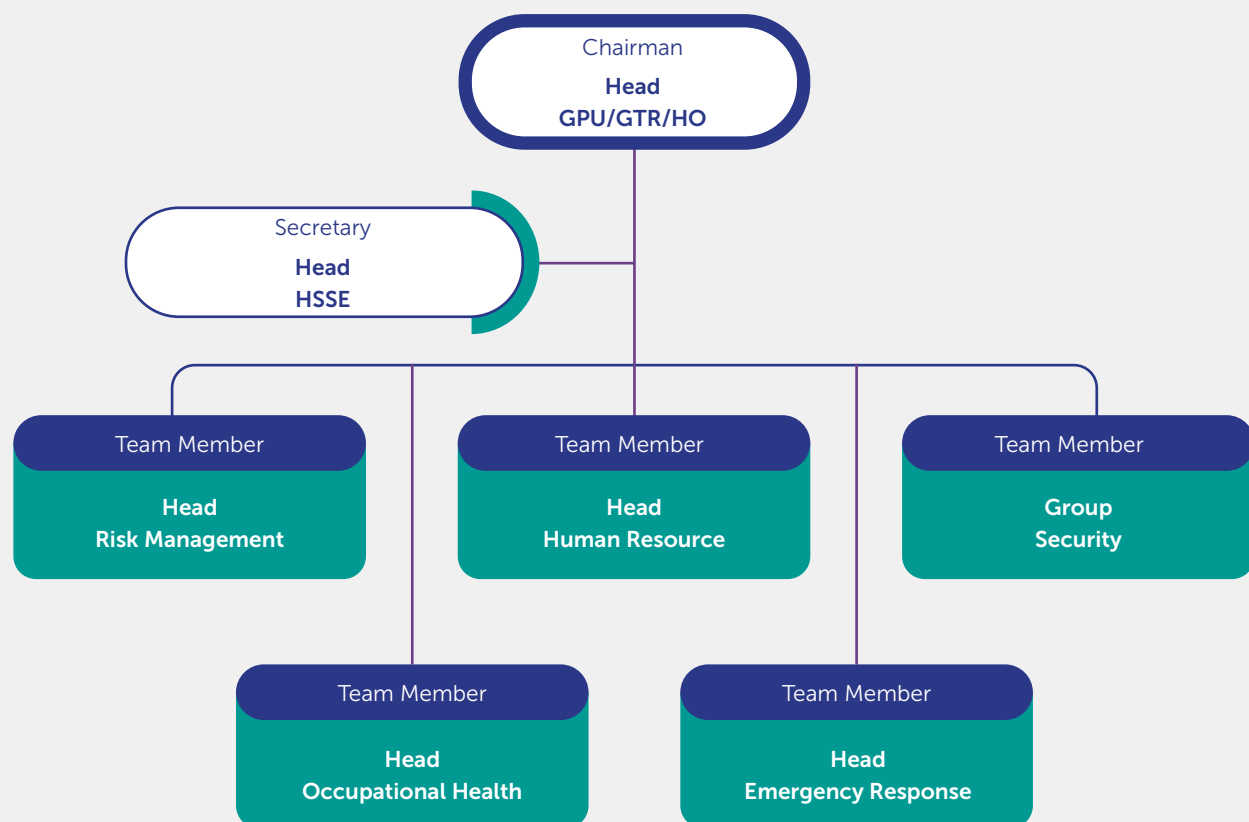 Chairman
Head
GPU/GTR/HO
Secretary
Head
HSSE
Team Member
Head
Risk Management
Team Member
Head
Human Resource
Team Member
Group
Security
Team Member
Head
Occupational Health
Team Member
Head
Emergency Response